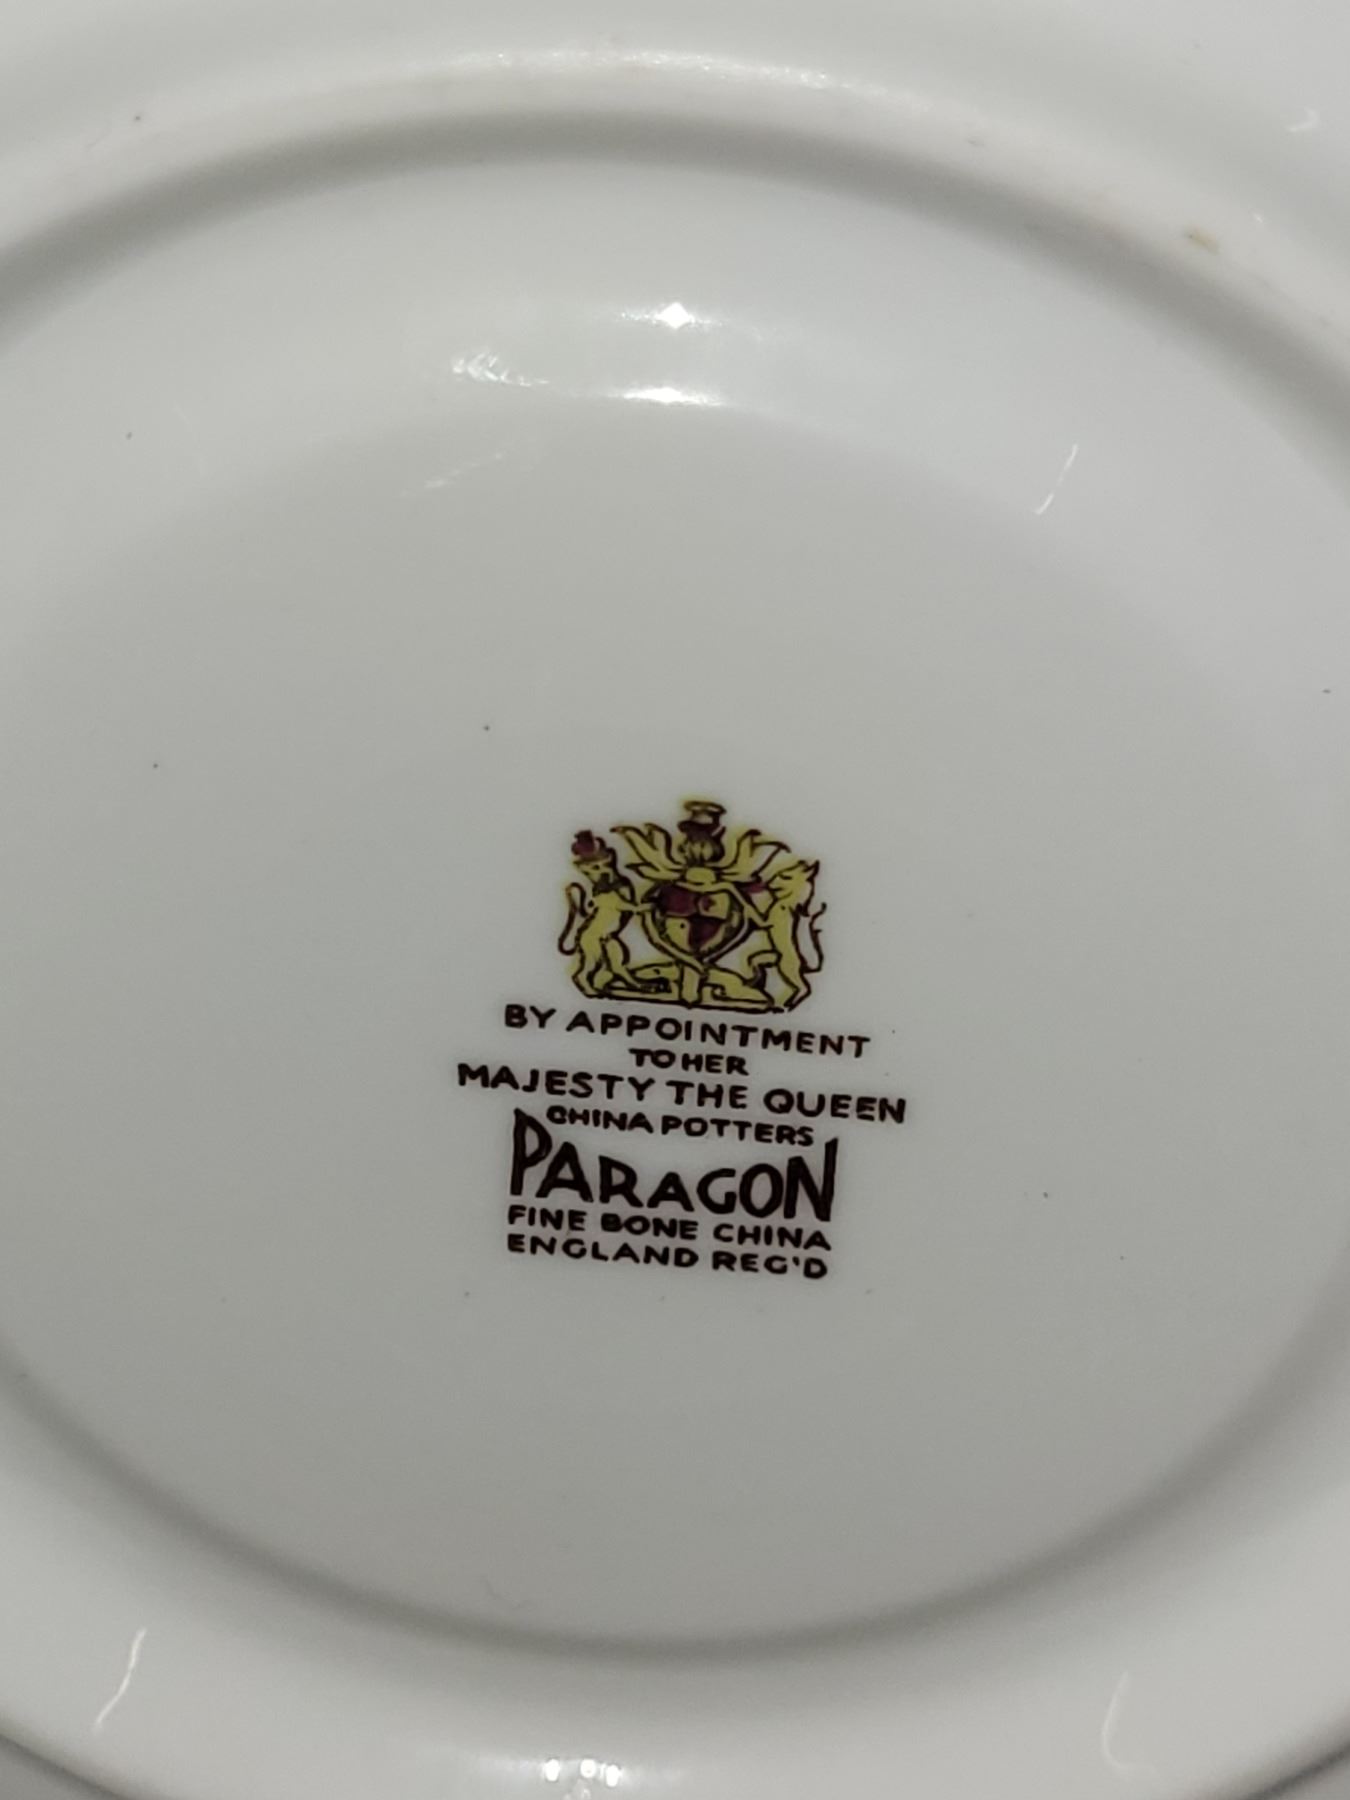 BY APPOINTMENT
TO HER
MAJESTY THE QUEEN
CHINA POTTERS
PARAGON
FINE BONE CHINA
ENGLAND REG'D